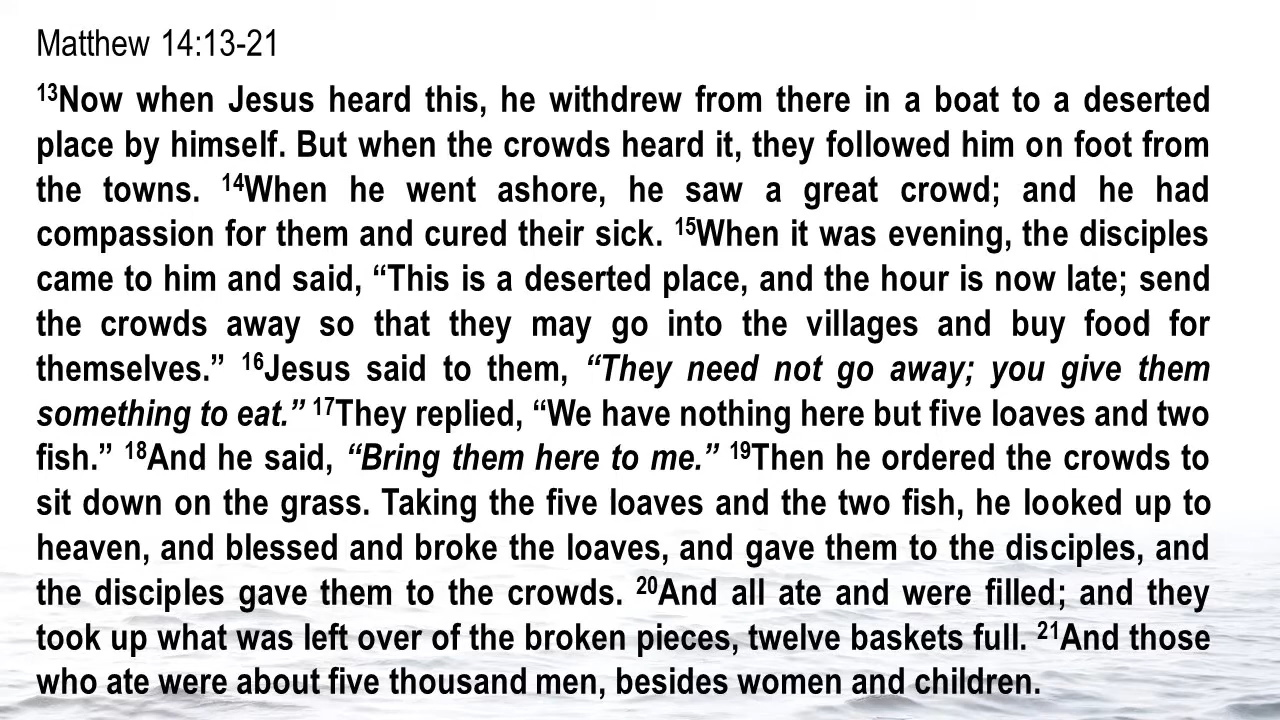 Matthew 14:13-21
¹³Now when Jesus heard this, he withdrew from there in a boat to a deserted
place by himself. But when the crowds heard it, they followed him on foot from
the towns. ¹⁴When he went ashore, he saw a great crowd; and he had
compassion for them and cured their sick. ¹⁵When it was evening, the disciples
came to him and said, “This is a deserted place, and the hour is now late; send
the crowds away so that they may go into the villages and buy food for
themselves.” ¹⁶Jesus said to them, “They need not go away; you give them
something to eat.” ¹⁷They replied, “We have nothing here but five loaves and two
fish.” ¹⁸And he said, “Bring them here to me.” ¹⁹Then he ordered the crowds to
sit down on the grass. Taking the five loaves and the two fish, he looked up to
heaven, and blessed and broke the loaves, and gave them to the disciples, and
the disciples gave them to the crowds. ²⁰And all ate and were filled; and they
took up what was left over of the broken pieces, twelve baskets full. ²¹And those
who ate were about five thousand men, besides women and children.